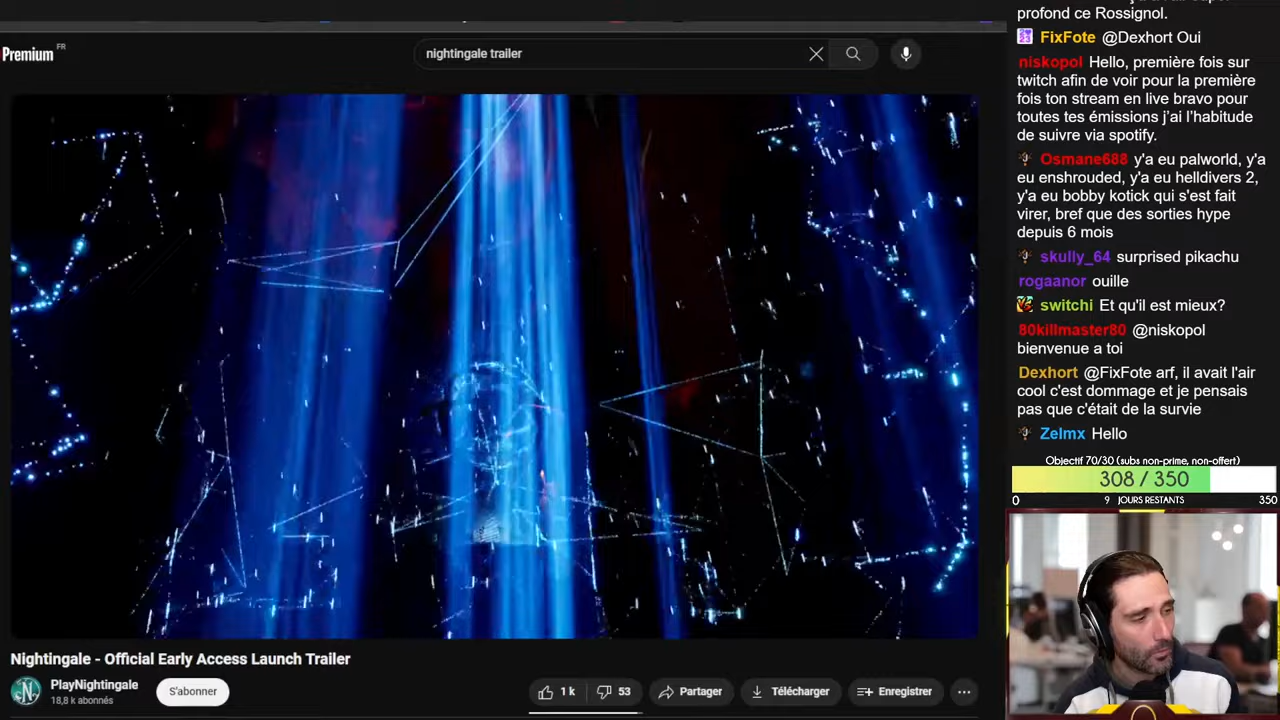 Premium FR
nightingale trailer
Nightingale - Official Early Access Launch Trailer
PlayNightingale
18,8 k abonnés
S'abonner
1 k
53
Partager
Télécharger
Enregistrer
profond ce Rossignol.
FixFote @Dexhort Oui
niskopol Hello, première fois sur
twitch afin de voir pour la première
fois ton stream en live bravo pour
toutes tes émissions j'ai l'habitude
de suivre via spotify.
Osmane688 y'a eu palworld, y'a
eu enshrouded, y'a eu helldivers 2,
y'a eu bobby kotick qui s'est fait
virer, bref que des sorties hype
depuis 6 mois
skully_64 surprised pikachu
rogaanor ouille
switchi Et qu'il est mieux?
80killmaster80 @niskopol
bienvenue a toi
Dexhort @FixFote arf, il avait l'air
cool c'est dommage et je pensais
pas que c'était de la survie
Zelmx Hello
Objectif 70/30 (subs non-prime, non-offert)
308 / 350
0 9 JOURS RESTANTS 350